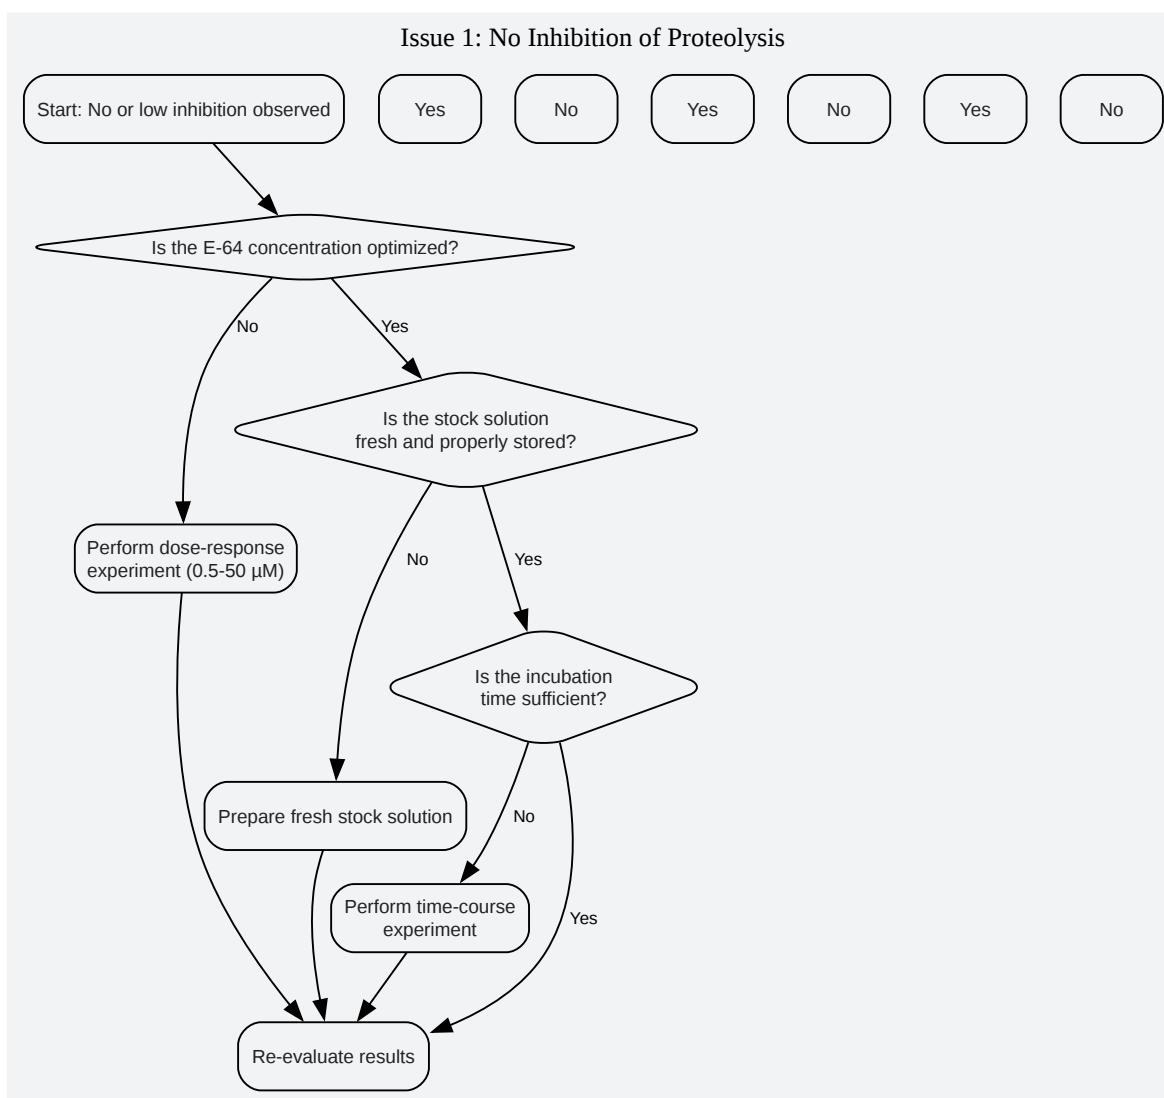 Issue 1: No Inhibition of Proteolysis
Start: No or low inhibition observed
Yes
No
Yes
No
Yes
No
Is the E-64 concentration optimized?
No
Yes
Is the stock solution
fresh and properly stored?
Perform dose-response
experiment (0.5-50 µM)
No
Yes
Is the incubation
time sufficient?
Prepare fresh stock solution
No
Perform time-course
experiment
Yes
Re-evaluate results